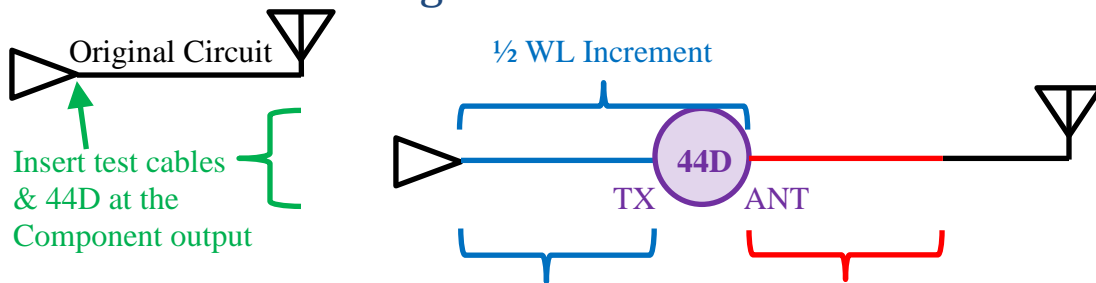 Original Circuit
½ WL Increment
Insert test cables
& 44D at the
Component output
44D
TX
ANT